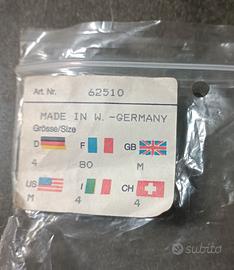 Art. Nr. 62510
MADE IN W.-GERMANY
Grösse/Size
D F GB
4 80 M
US I CH
M 4 4
subito